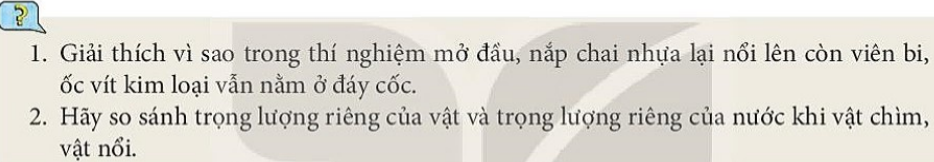 ?
1. Giải thích vì sao trong thí nghiệm mở đầu, nắp chai nhựa lại nổi lên còn viên bi,
ốc vít kim loại vẫn nằm ở đáy cốc.
2. Hãy so sánh trọng lượng riêng của vật và trọng lượng riêng của nước khi vật chìm,
vật nổi.